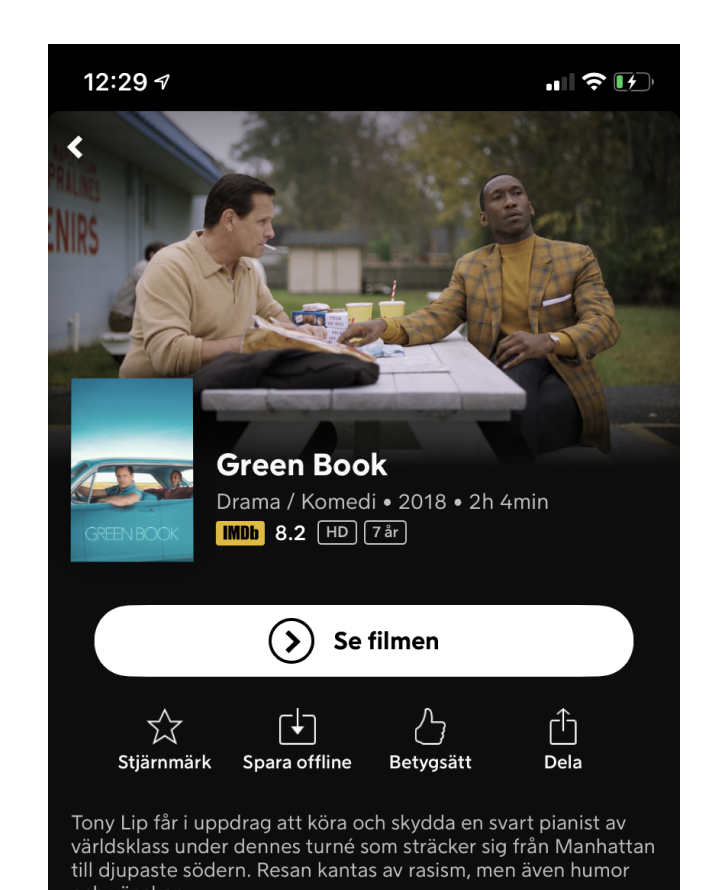 12:29
PRALINES
ENIRS
Green Book
Drama / Komedi • 2018 • 2h 4min
IMDb 8.2 HD 7 år
GREEN BOOK
Se filmen
Stjärnmärk Spara offline Betygsätt Dela
Tony Lip får i uppdrag att köra och skydda en svart pianist av
världsklass under dennes turné som sträcker sig från Manhattan
till djupaste södern. Resan kantas av rasism, men även humor